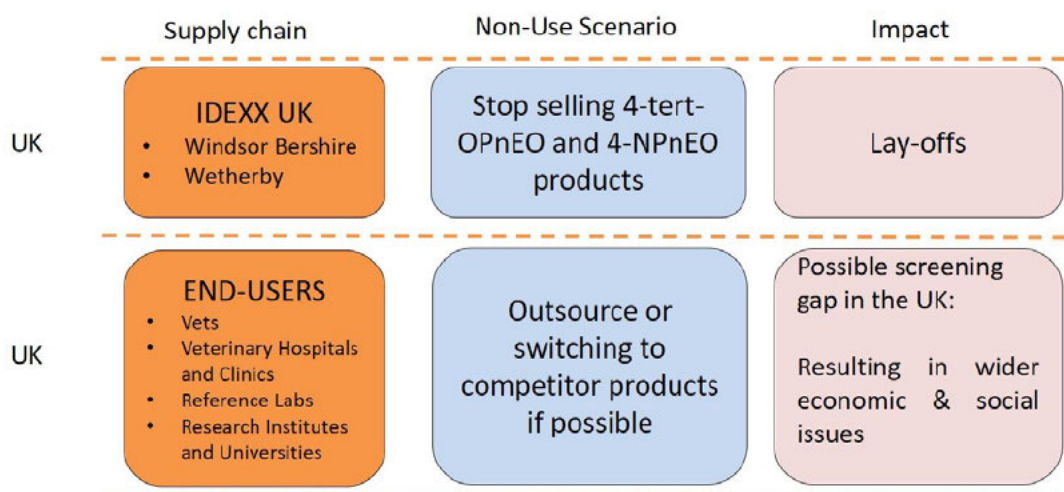 Supply chain
Non-Use Scenario
Impact
UK
IDEXX UK
• Windsor Bershire
• Wetherby
Stop selling 4-tert-
OPnEO and 4-NPnEO
products
Lay-offs
UK
END-USERS
• Vets
• Veterinary Hospitals
and Clinics
• Reference Labs
• Research Institutes
and Universities
Outsource or
switching to
competitor products
if possible
Possible screening
gap in the UK:
Resulting in wider
economic & social
issues